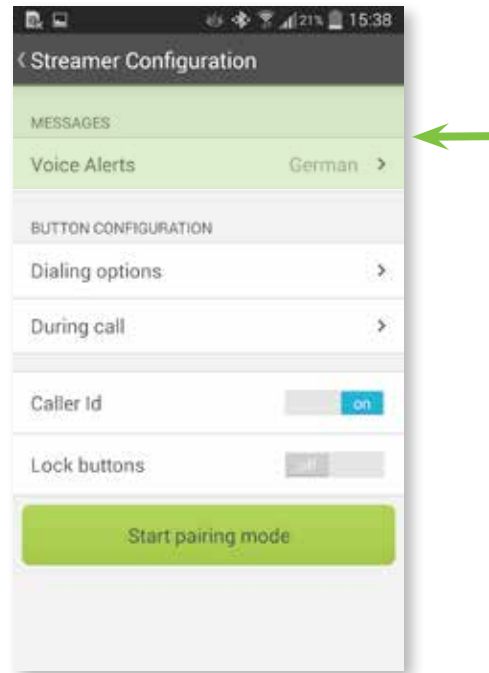 21% 15:38
Streamer Configuration
MESSAGES
Voice Alerts German
BUTTON CONFIGURATION
Dialing options
During call
Caller Id on
Lock buttons off
Start pairing mode